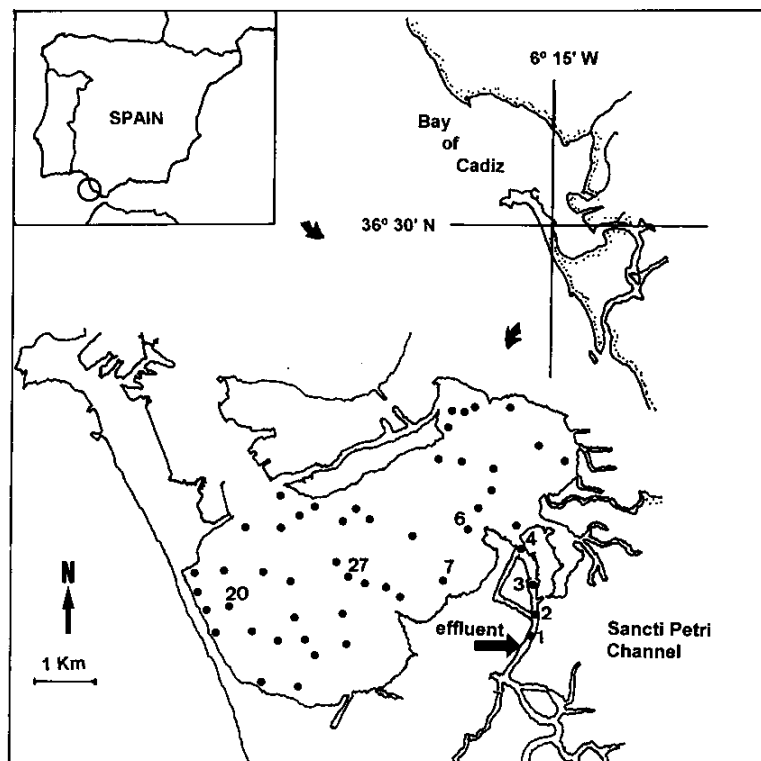 SPAIN
6º 15' W
Bay
of
Cadiz
36º 30' N
6
4
27
7
3
20
2
effluent
1
Sancti Petri
Channel
N
1 Km